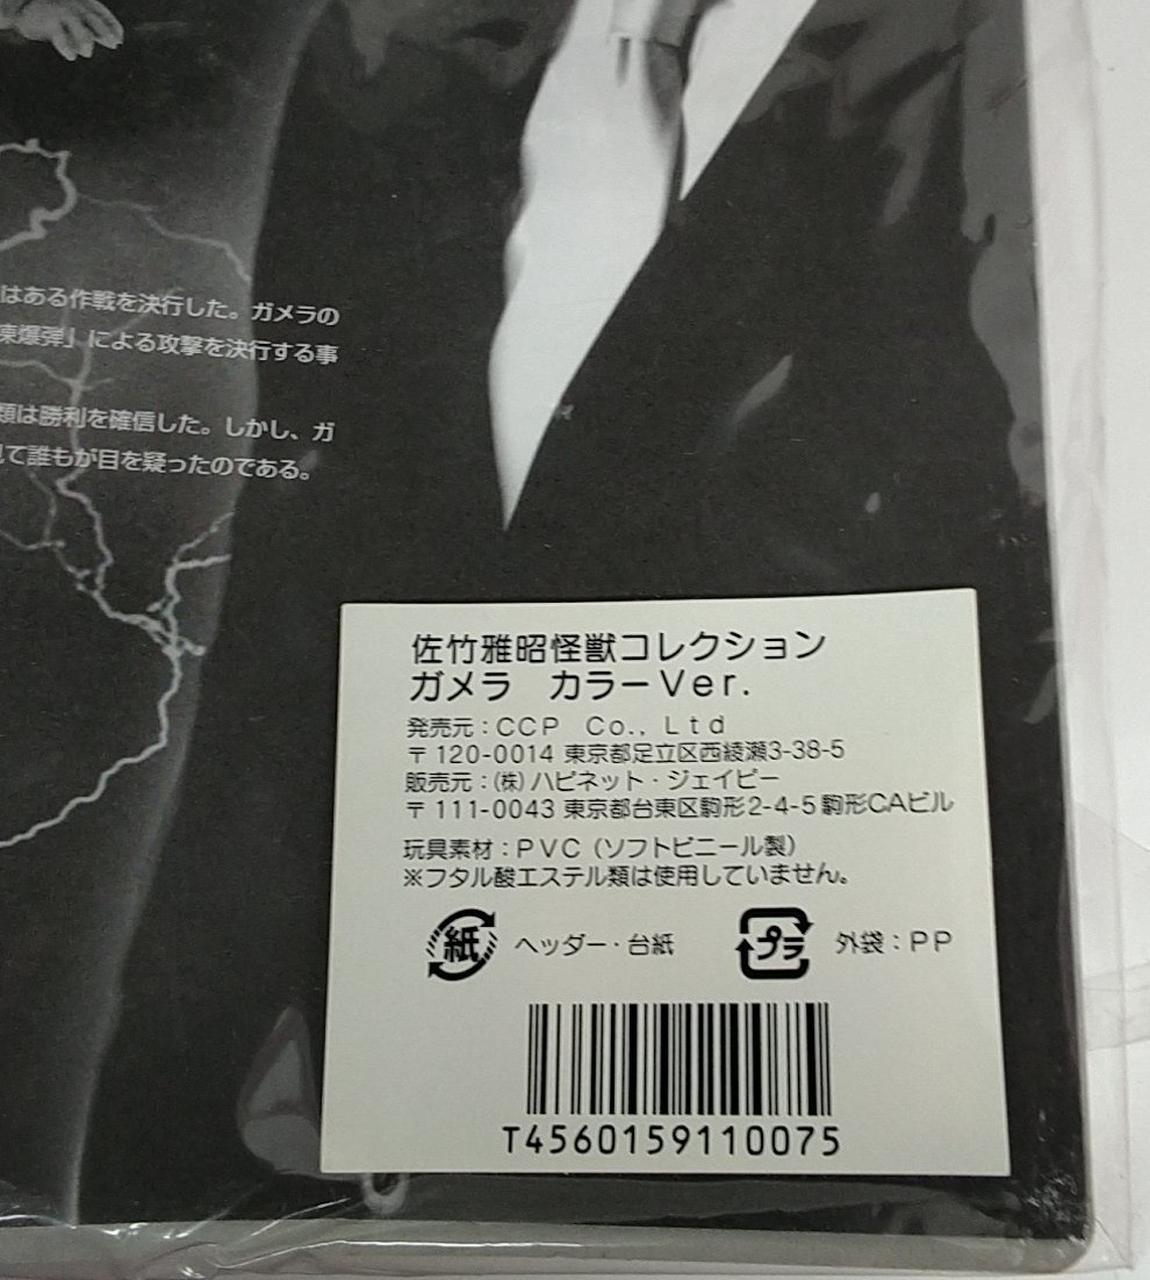 はある作戦を決行した。ガメラの
凍爆弾」による攻撃を決行する事
類は勝利を確信した。しかし、ガ
て誰もが目を疑ったのである。
佐竹雅昭怪獣コレクション
ガメラ カラーVer.
発売元：CCP Co., Ltd
〒120-0014 東京都足立区西綾瀬3-38-5
販売元：(株)ハピネット・ジェイピー
〒111-0043 東京都台東区駒形2-4-5駒形CAビル
玩具素材：PVC（ソフトビニール製）
※フタル酸エステル類は使用していません。
紙 ヘッダー・台紙 プラ 外袋：PP
T4560159110075